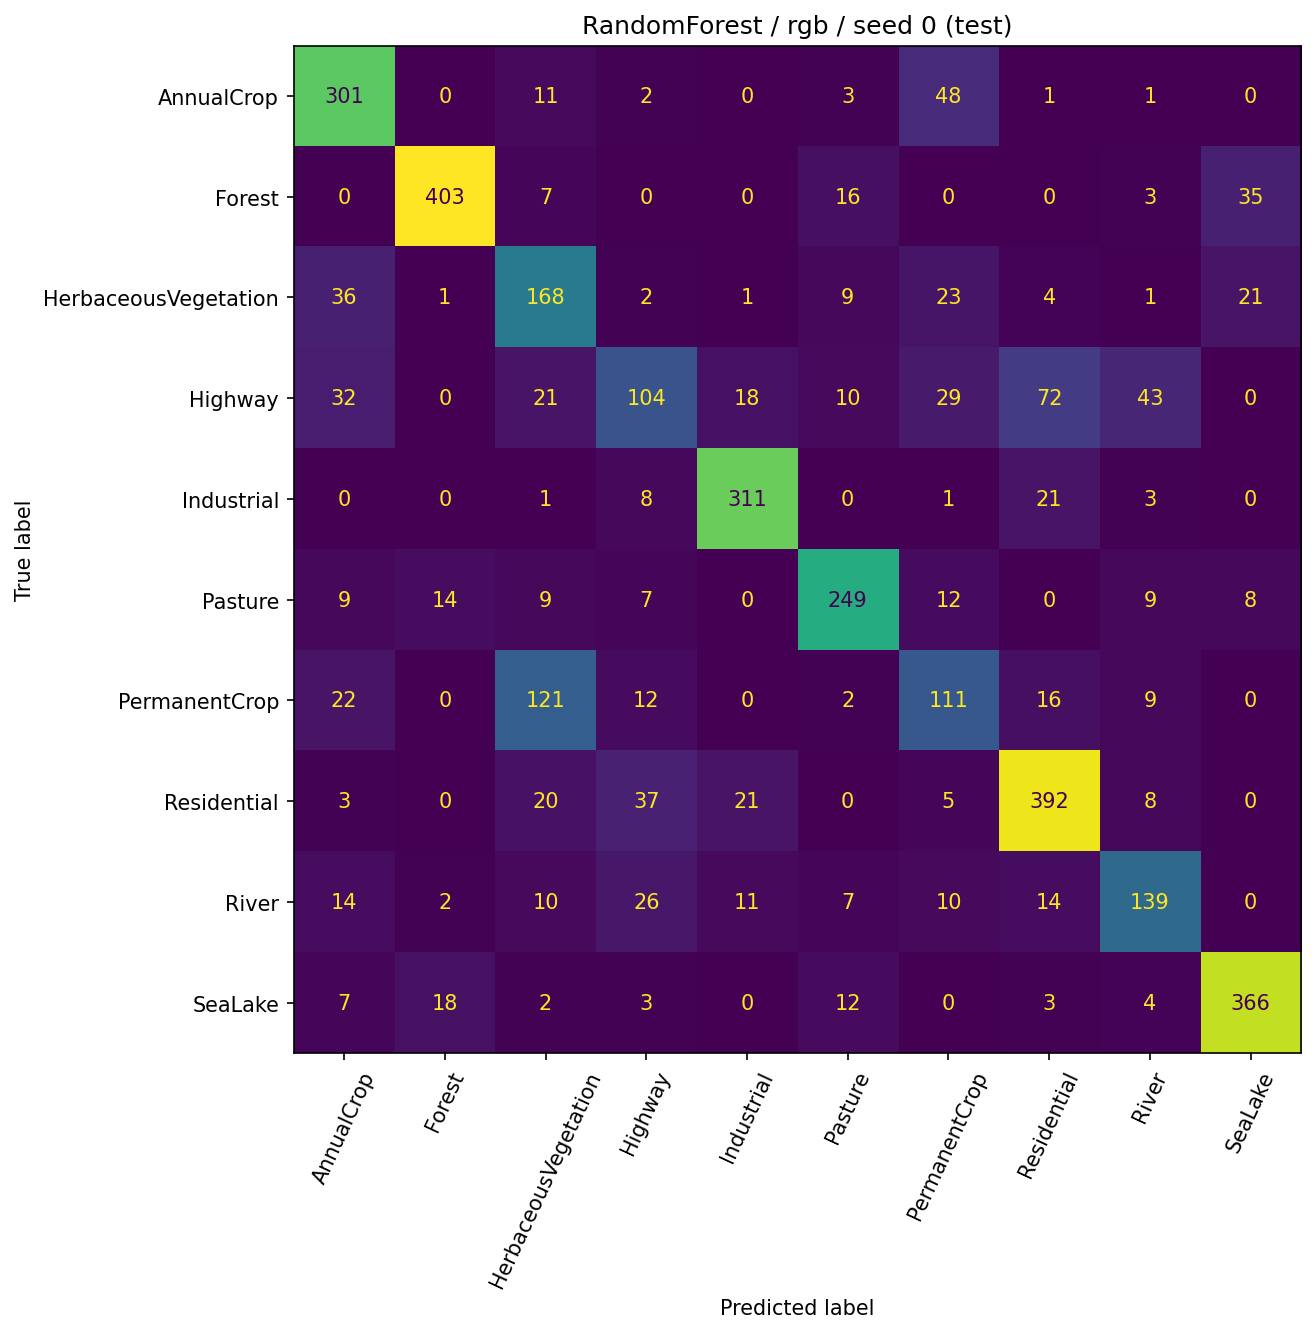 RandomForest / rgb / seed 0 (test)
AnnualCrop 301 0 11 2 0 3 48 1 1 0
Forest 0 403 7 0 0 16 0 0 3 35
HerbaceousVegetation 36 1 168 2 1 9 23 4 1 21
Highway 32 0 21 104 18 10 29 72 43 0
Industrial 0 0 1 8 311 0 1 21 3 0
Pasture 9 14 9 7 0 249 12 0 9 8
PermanentCrop 22 0 121 12 0 2 111 16 9 0
Residential 3 0 20 37 21 0 5 392 8 0
River 14 2 10 26 11 7 10 14 139 0
SeaLake 7 18 2 3 0 12 0 3 4 366
True label
AnnualCrop Forest HerbaceousVegetation Highway Industrial Pasture PermanentCrop Residential River SeaLake
Predicted label